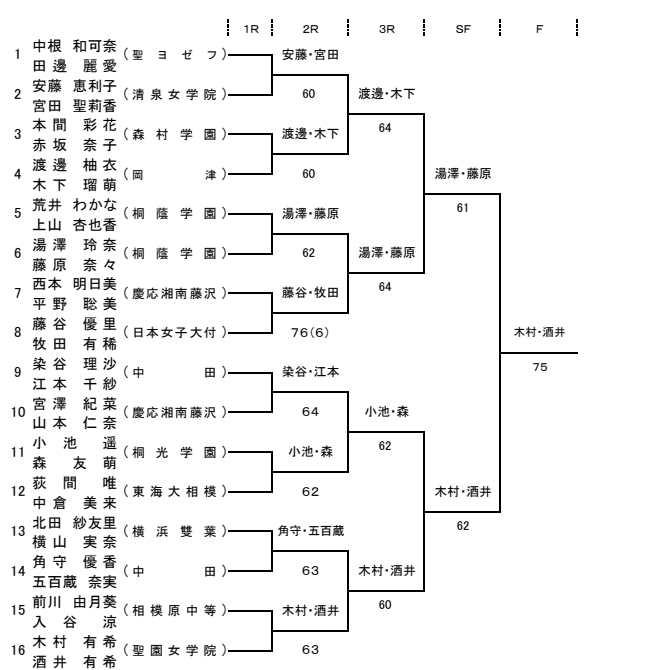 1R 2R 3R SF F
中根 和可奈
1 (聖ヨゼフ) 安藤・宮田
田邊 麗愛
安藤 恵利子
2 (清泉女学院) 60 渡邊・木下
宮田 聖莉香
本間 彩花
3 (森村学園) 渡邊・木下 64
赤坂 奈子
渡邊 柚衣
4 (岡津) 60 湯澤・藤原
木下 瑠萌
荒井 わかな
5 (桐蔭学園) 湯澤・藤原 61
上山 杏也香
湯澤 玲奈
6 (桐蔭学園) 62 湯澤・藤原
藤原 奈々
西本 明日美
7 (慶応湘南藤沢) 藤谷・牧田 64
平野 聡美
藤谷 優里
8 (日本女子大付) 76(6) 木村・酒井
牧田 有稀
染谷 理沙
9 (中田) 染谷・江本 75
江本 千紗
宮澤 紀菜
10 (慶応湘南藤沢) 64 小池・森
山本 仁奈
小池 遥
11 (桐光学園) 小池・森 62
森 友萌
荻間 唯
12 (東海大相模) 62 木村・酒井
中倉 美来
北田 紗友里
13 (横浜雙葉) 角守・五百蔵 62
横山 実奈
角守 優香
14 (中田) 63 木村・酒井
五百蔵 奈実
前川 由月葵
15 (相模原中等) 木村・酒井 60
入谷 涼
木村 有希
16 (聖園女学院) 63
酒井 有希